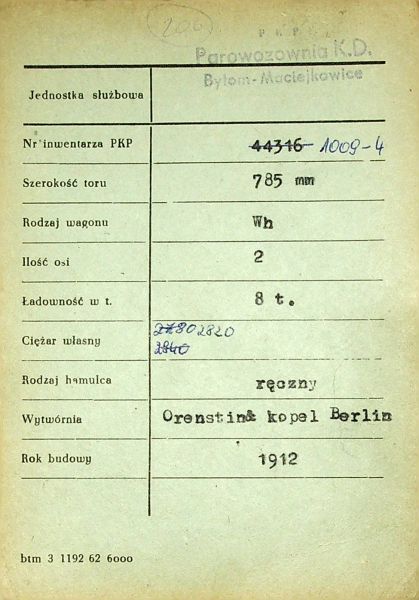 206
P K P
Parowozownia K.D.
Bytom-Maciejkowice
Jednostka służbowa
Nr inwentarza PKP 44316 1009-4
Szerokość toru 785 mm
Rodzaj wagonu Wh
Ilość osi 2
Ładowność w t. 8 t.
Ciężar własny 2820
2840
Rodzaj hamulca ręczny
Wytwórnia Orenstin& kopel Berlin
Rok budowy 1912
btm 3 1192 62 6000